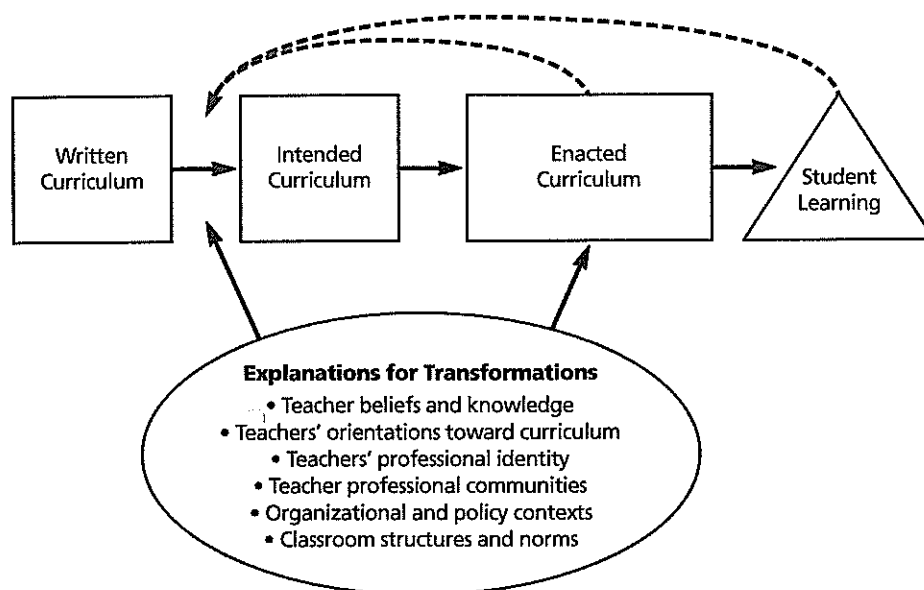 Written
Curriculum
Intended
Curriculum
Enacted
Curriculum
Student
Learning
Explanations for Transformations
• Teacher beliefs and knowledge
• Teachers' orientations toward curriculum
• Teachers' professional identity
• Teacher professional communities
• Organizational and policy contexts
• Classroom structures and norms